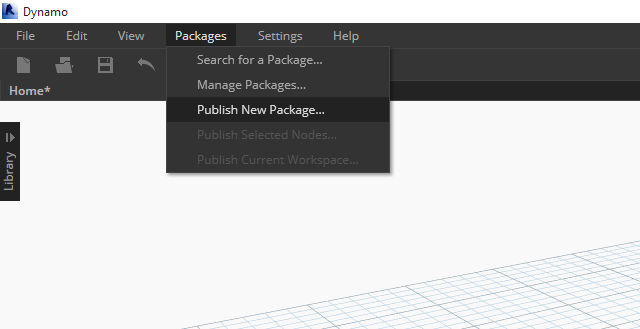 Dynamo
File Edit View Packages Settings Help
Search for a Package...
Manage Packages...
Home*
Publish New Package...
Publish Selected Nodes...
Publish Current Workspace...
Library